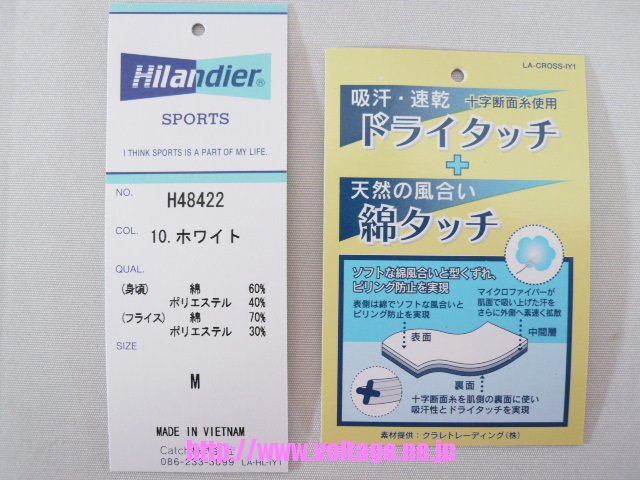 Hilandier®
SPORTS
I THINK SPORTS IS A PART OF MY LIFE.
NO.
H48422
COL.
10.ホワイト
QUAL.
(身頃) 綿 60%
ポリエステル 40%
(フライス) 綿 70%
ポリエステル 30%
SIZE
M
MADE IN VIETNAM
Catch
086-233-3699 LA-HL-IY1
LA-CROSS-IY1
吸汗・速乾 十字断面糸使用
ドライタッチ
+
天然の風合い
綿タッチ
ソフトな綿風合いと型くずれ、
ピリング防止を実現
表側は綿でソフトな風合いと
ピリング防止を実現
マイクロファイバーが
肌面で吸い上げた汗を
さらに外側へ素速く拡散
中間層
表面
裏面
十字断面糸を肌側の裏面に使い
吸汗性とドライタッチを実現
素材提供:クラレトレーディング(株)
http://www.voltage.ne.jp